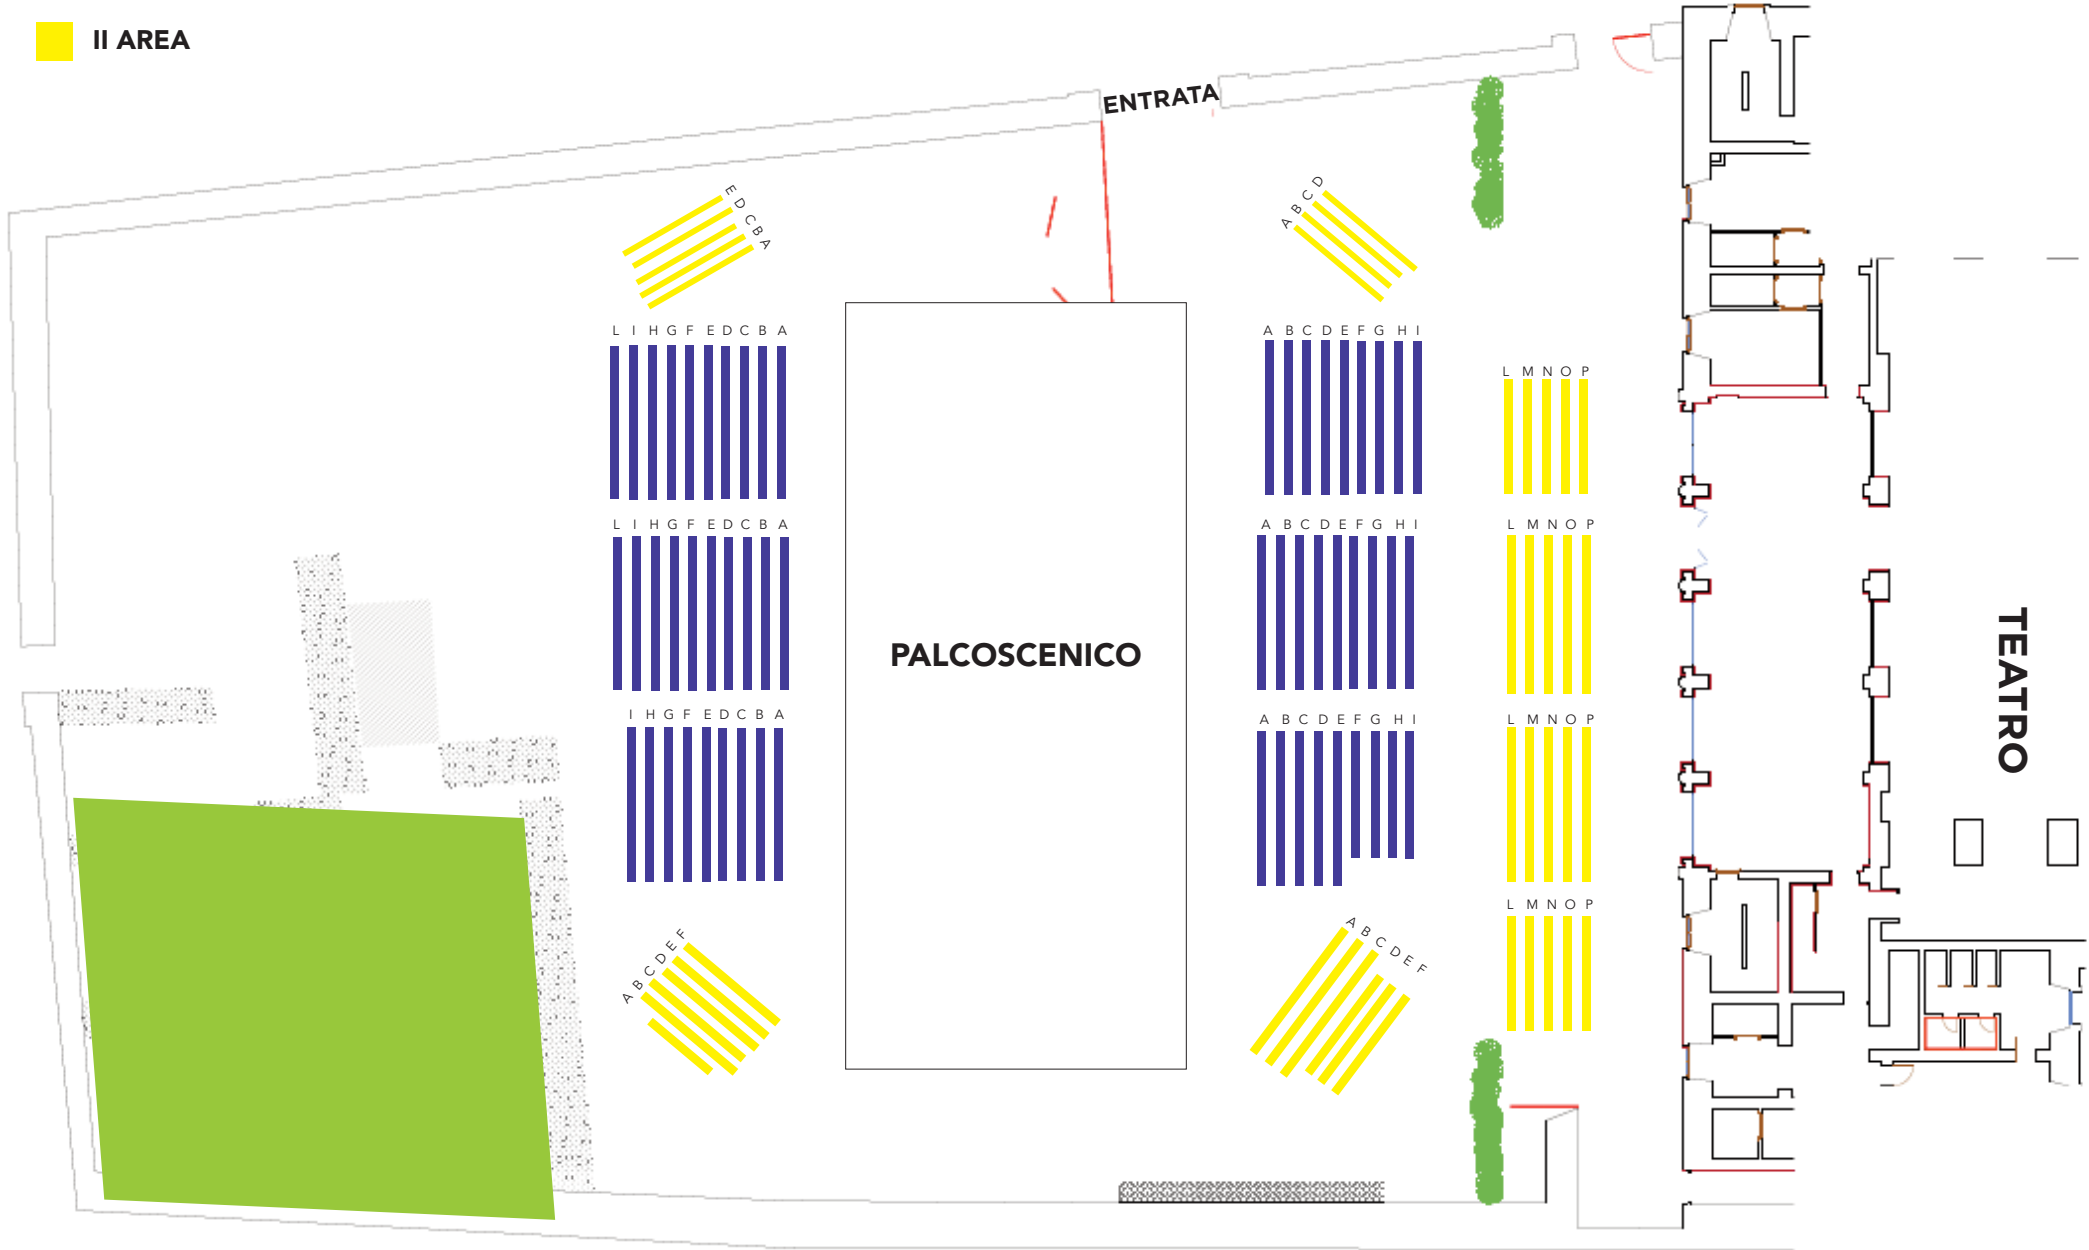 II AREA
ENTRATA
E D C B A
A B C D
L I H G F E D C B A
A B C D E F G H I
L M N O P
L I H G F E D C B A
A B C D E F G H I
L M N O P
PALCOSCENICO
TEATRO
I H G F E D C B A
A B C D E F G H I
L M N O P
L M N O P
A B C D E F
A B C D E F